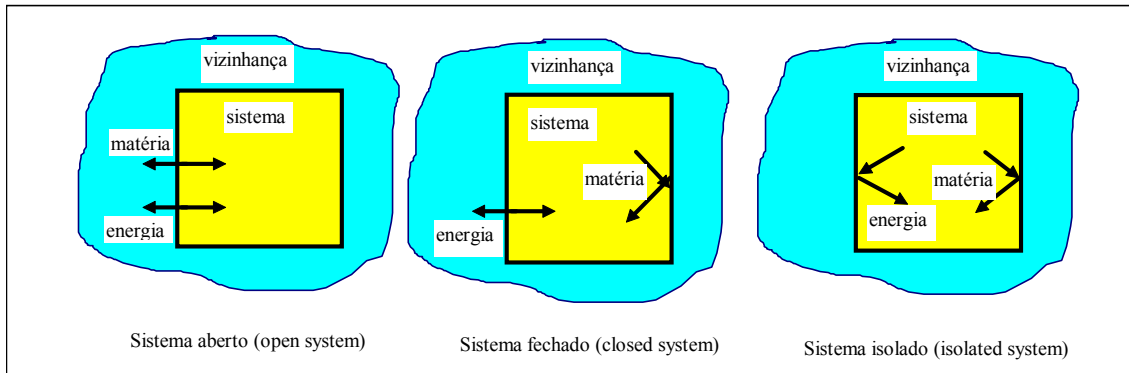 vizinhança
sistema
matéria
energia
Sistema aberto (open system)
vizinhança
sistema
matéria
energia
Sistema fechado (closed system)
vizinhança
sistema
matéria
energia
Sistema isolado (isolated system)